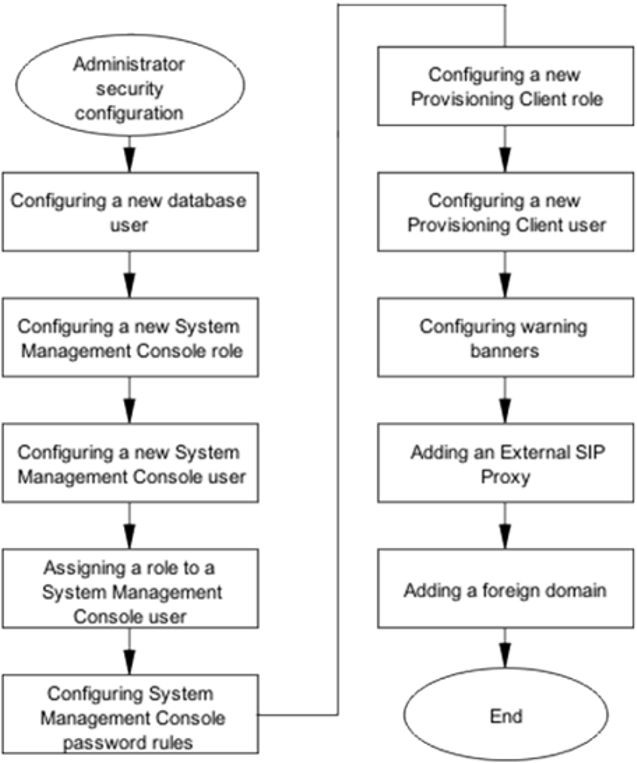 Administrator
security
configuration
Configuring a new database
user
Configuring a new System
Management Console role
Configuring a new System
Management Console user
Assigning a role to a
System Management
Console user
Configuring System
Management Console
password rules
Configuring a new
Provisioning Client role
Configuring a new
Provisioning Client user
Configuring warning
banners
Adding an External SIP
Proxy
Adding a foreign domain
End